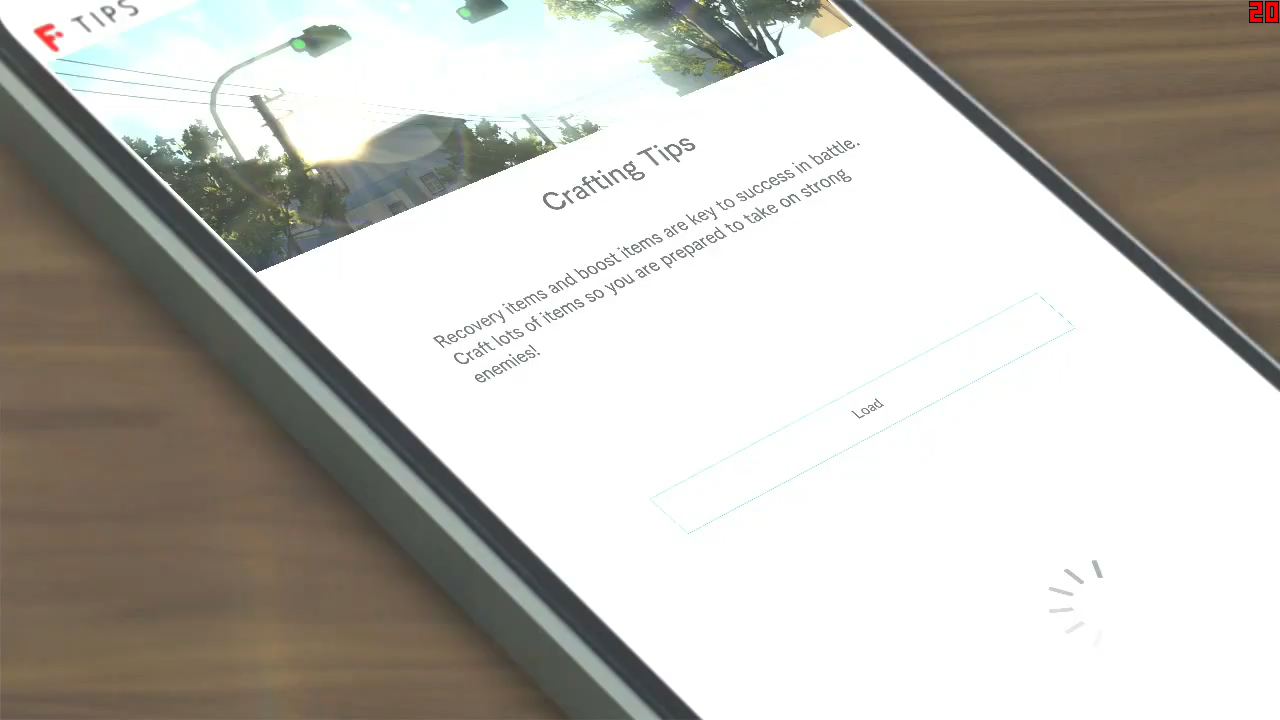 F TIPS
20
Crafting Tips
Recovery items and boost items are key to success in battle.
Craft lots of items so you are prepared to take on strong
enemies!
Load